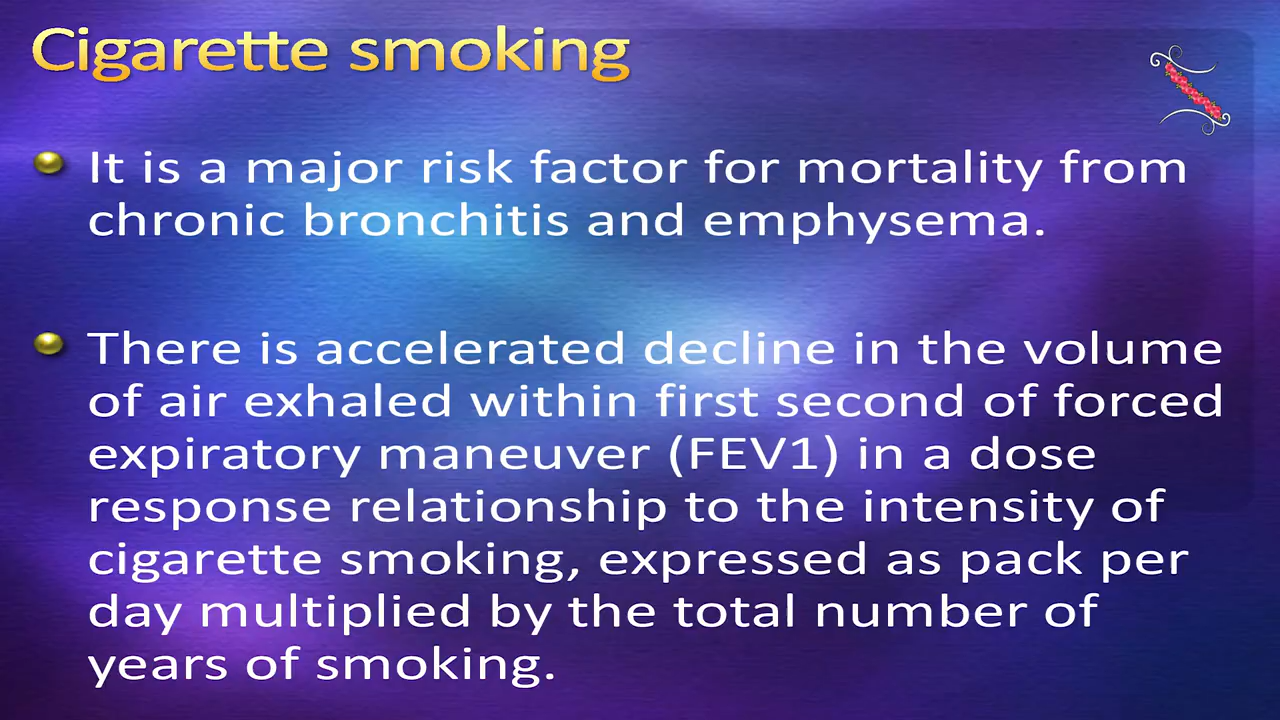 Cigarette smoking
It is a major risk factor for mortality from
chronic bronchitis and emphysema.
There is accelerated decline in the volume
of air exhaled within first second of forced
expiratory maneuver (FEV1) in a dose
response relationship to the intensity of
cigarette smoking, expressed as pack per
day multiplied by the total number of
years of smoking.